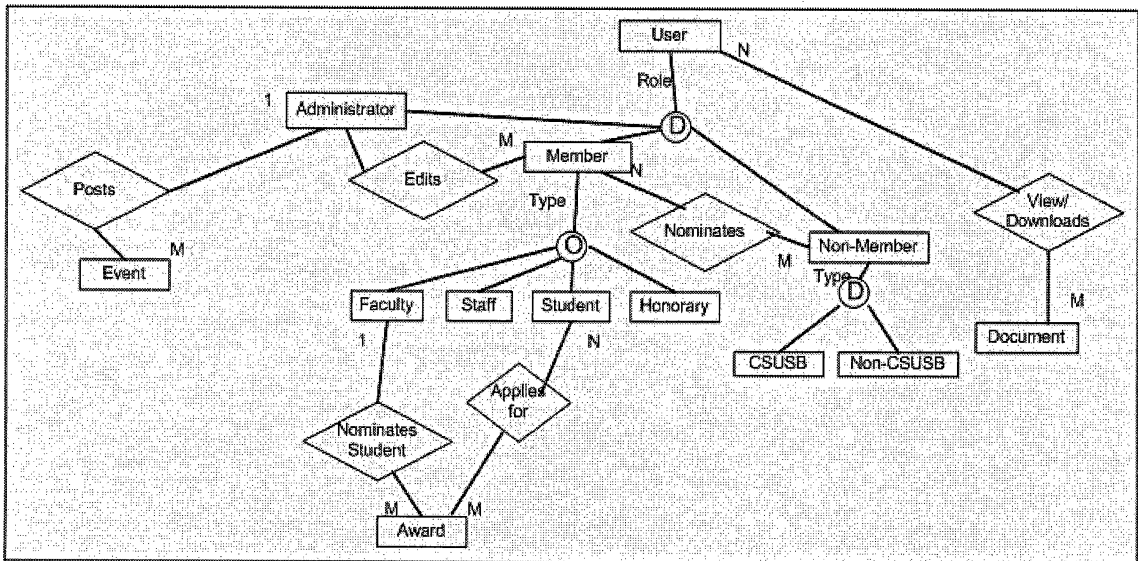 User
N
Role
1
Administrator
D
M
Member
N
Posts
Edits
Type
View/
Downloads
Nominates
O
M
Non-Member
M
Event
Type
D
Faculty
Staff
Student
Honorary
M
1
N
Document
CSUSB
Non-CSUSB
Applies
for
Nominates
Student
M
M
Award